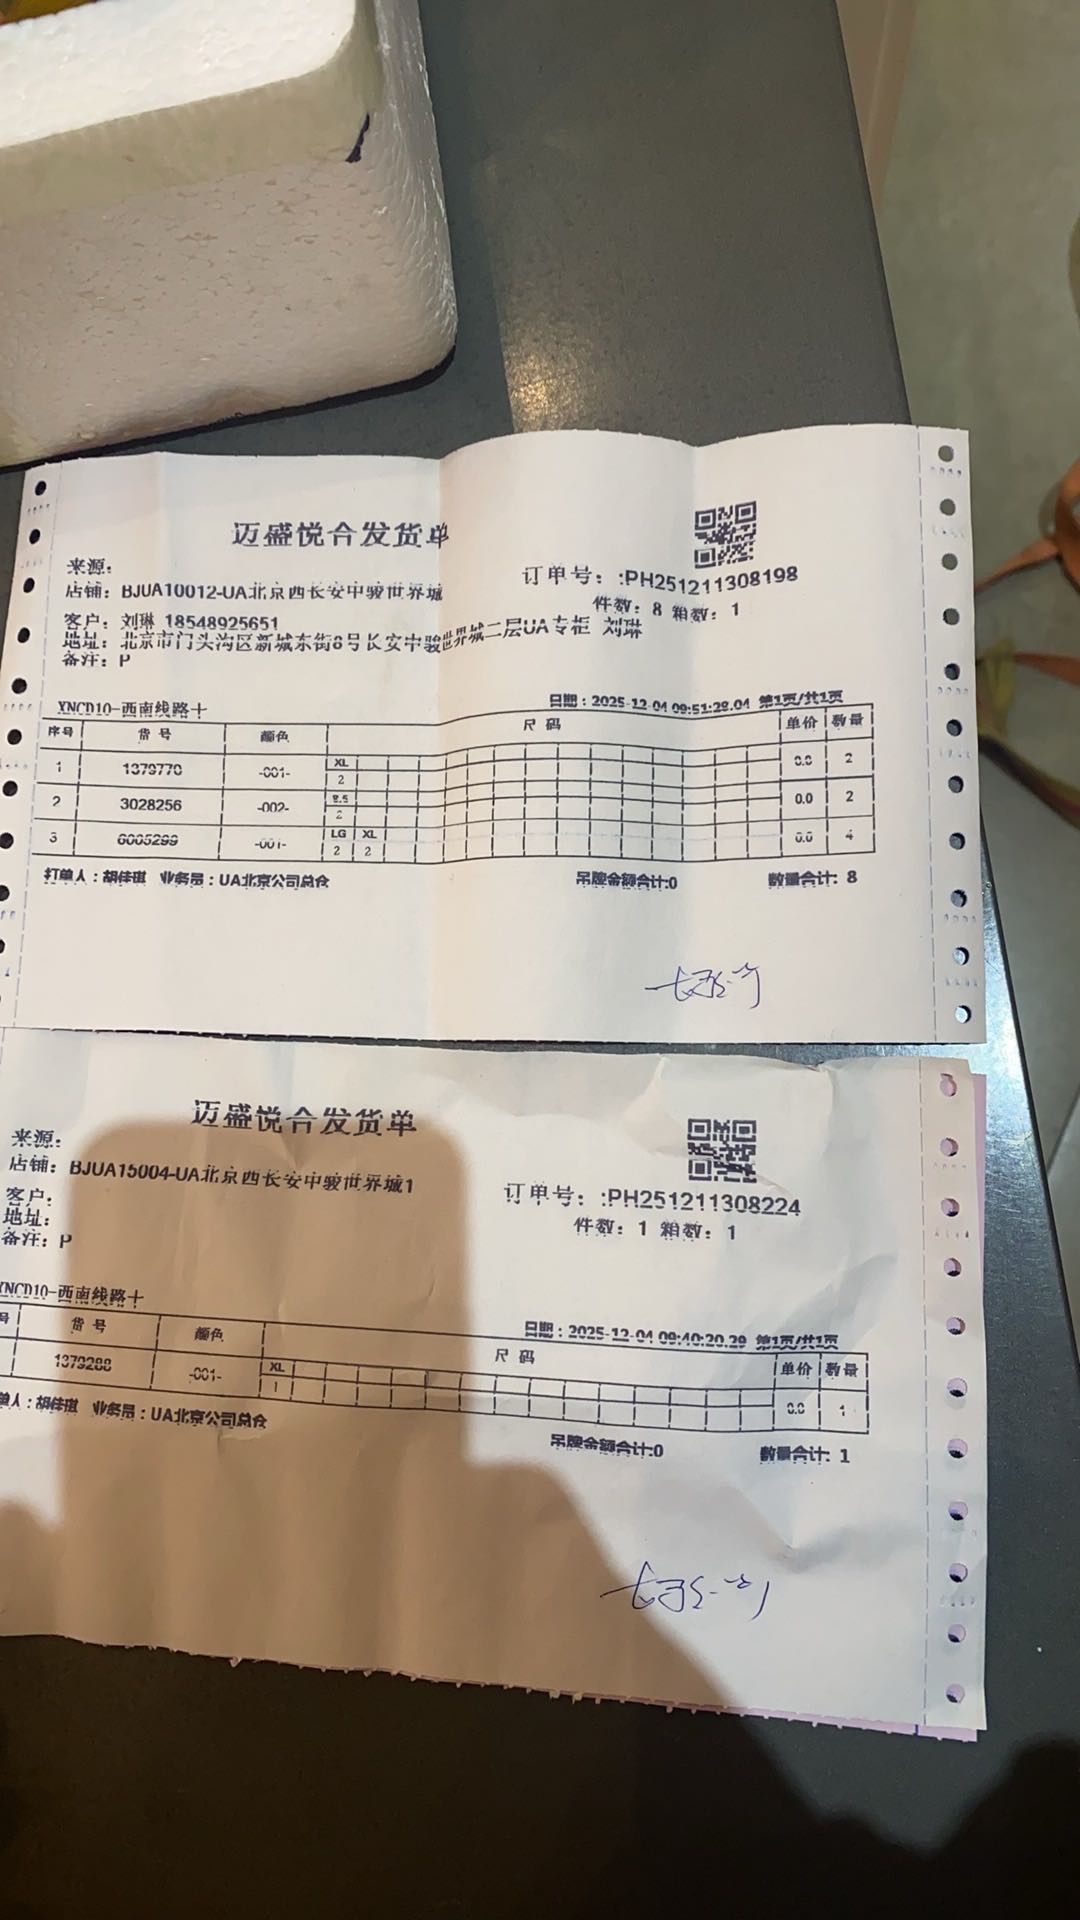 迈盛悦合发货单
来源:
店铺: BJUA10012-UA北京西长安中骏世界城
订单号: :PH251211308198
件数: 8 箱数: 1
客户: 刘琳 18548925651
地址: 北京市门头沟区新城东街8号长安中骏世界城二层UA专柜 刘琳
备注: P
XNCD10-西南线路十
日期: 2025-12-04 09:51:28.04 第1页/共1页
序号 货号 颜色 尺码 单价 数量
XL
1 1379770 -001- 0.0 2
2
8.5
2 3028256 -002- 0.0 2
2
LG XL
3 6005299 -001- 0.0 4
2 2
打单人: 胡佳琪 业务员: UA北京公司总仓 吊牌金额合计:0 数量合计: 8
迈盛悦合发货单
来源:
店铺: BJUA15004-UA北京西长安中骏世界城1
订单号: :PH251211308224
件数: 1 箱数: 1
客户:
地址:
备注: P
XNCD10-西南线路十
日期: 2025-12-04 09:40:20.29 第1页/共1页
号 货号 颜色 尺码 单价 数量
XL
1379288 -001- 0.0 1
1
单人: 胡佳琪 业务员: UA北京公司总仓 吊牌金额合计:0 数量合计: 1